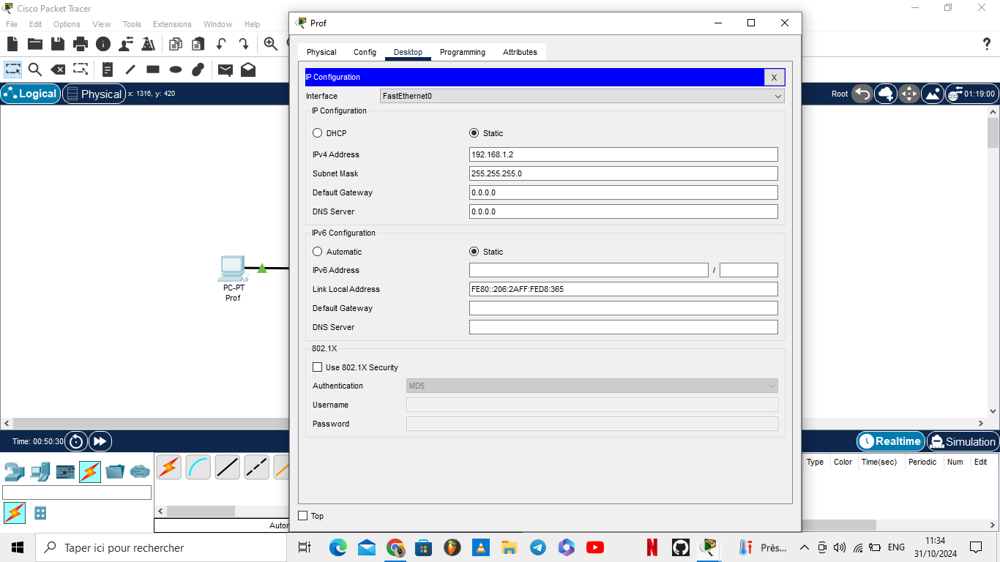 Cisco Packet Tracer
File Edit Options View Tools Extensions Window Help
Logical Physical x: 1316, y: 420
Root 01:19:00
PC-PT
Prof
Prof
Physical Config Desktop Programming Attributes
IP Configuration X
Interface FastEthernet0
IP Configuration
DHCP Static
IPv4 Address 192.168.1.2
Subnet Mask 255.255.255.0
Default Gateway 0.0.0.0
DNS Server 0.0.0.0
IPv6 Configuration
Automatic Static
IPv6 Address /
Link Local Address FE80::206:2AFF:FED8:365
Default Gateway
DNS Server
802.1X
Use 802.1X Security
Authentication MD5
Username
Password
Top
Time: 00:50:30
Realtime Simulation
Type Color Time(sec) Periodic Num Edit
Autor
Taper ici pour rechercher
Près... ENG 11:34
31/10/2024